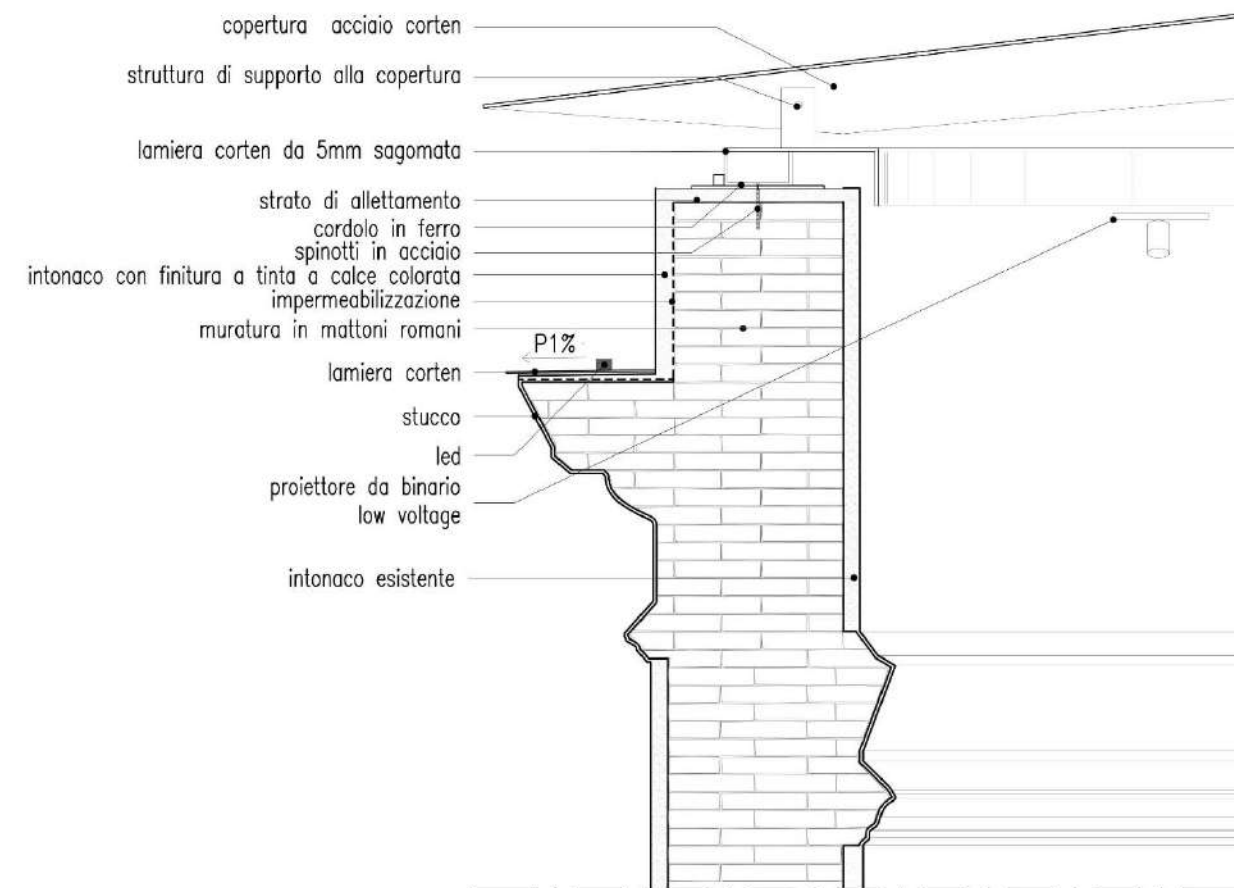 copertura acciaio corten
struttura di supporto alla copertura
lamiera corten da 5mm sagomata
strato di allettamento
cordolo in ferro
spinotti in acciaio
intonaco con finitura a tinta a calce colorata
impermeabilizzazione
muratura in mattoni romani
P1%
lamiera corten
stucco
led
proiettore da binario
low voltage
intonaco esistente